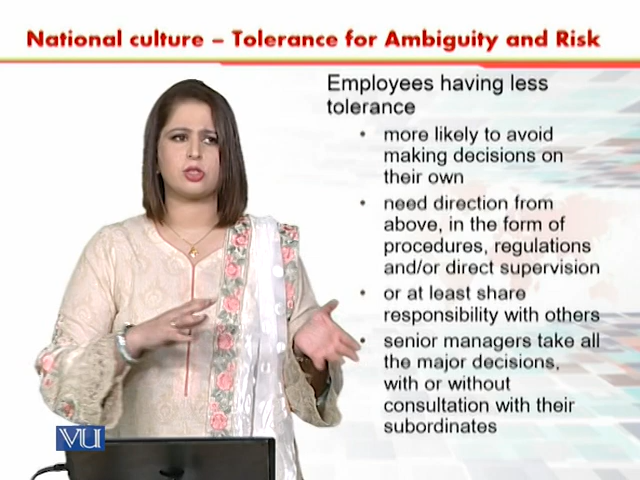 National culture – Tolerance for Ambiguity and Risk
Employees having less
tolerance
• more likely to avoid
making decisions on
their own
• need direction from
above, in the form of
procedures, regulations
and/or direct supervision
• or at least share
responsibility with others
• senior managers take all
the major decisions,
with or without
consultation with their
subordinates
VU